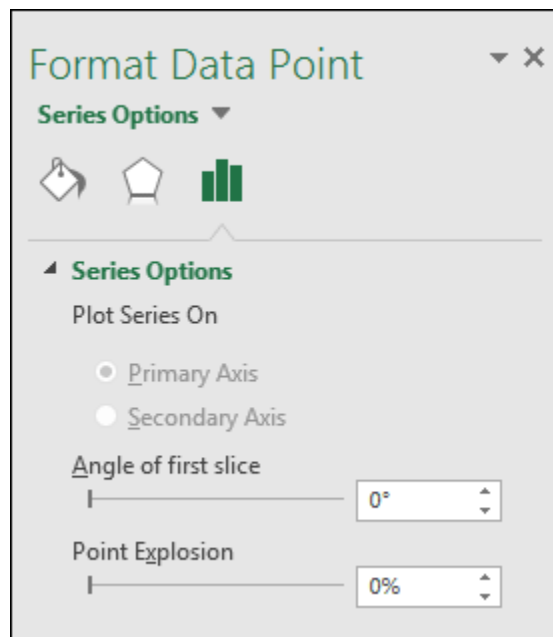 Format Data Point
Series Options
Series Options
Plot Series On
Primary Axis
Secondary Axis
Angle of first slice
0°
Point Explosion
0%